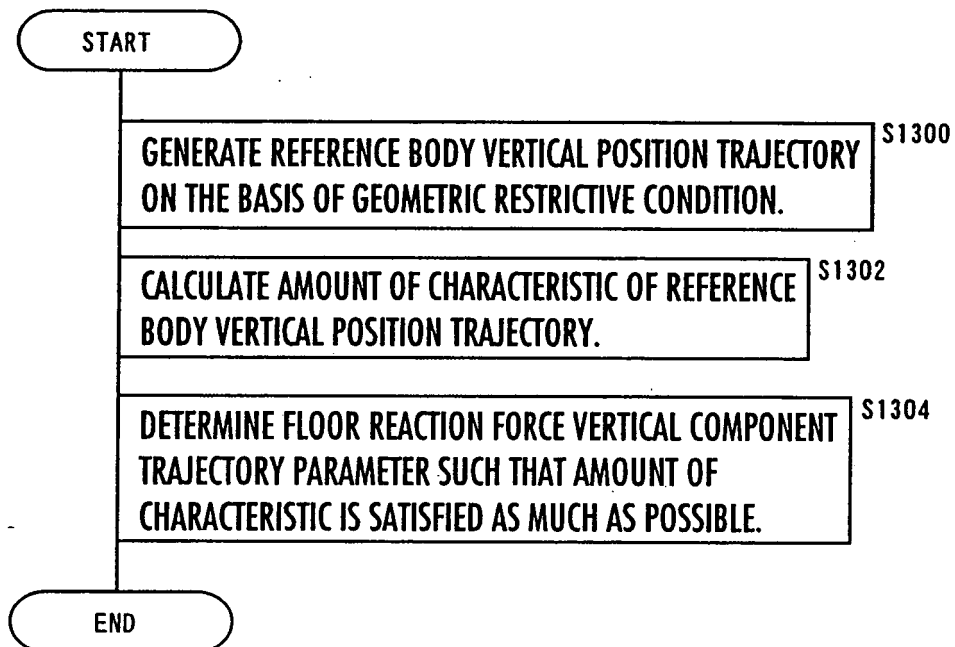 START
S1300
GENERATE REFERENCE BODY VERTICAL POSITION TRAJECTORY
ON THE BASIS OF GEOMETRIC RESTRICTIVE CONDITION.
S1302
CALCULATE AMOUNT OF CHARACTERISTIC OF REFERENCE
BODY VERTICAL POSITION TRAJECTORY.
S1304
DETERMINE FLOOR REACTION FORCE VERTICAL COMPONENT
TRAJECTORY PARAMETER SUCH THAT AMOUNT OF
CHARACTERISTIC IS SATISFIED AS MUCH AS POSSIBLE.
END